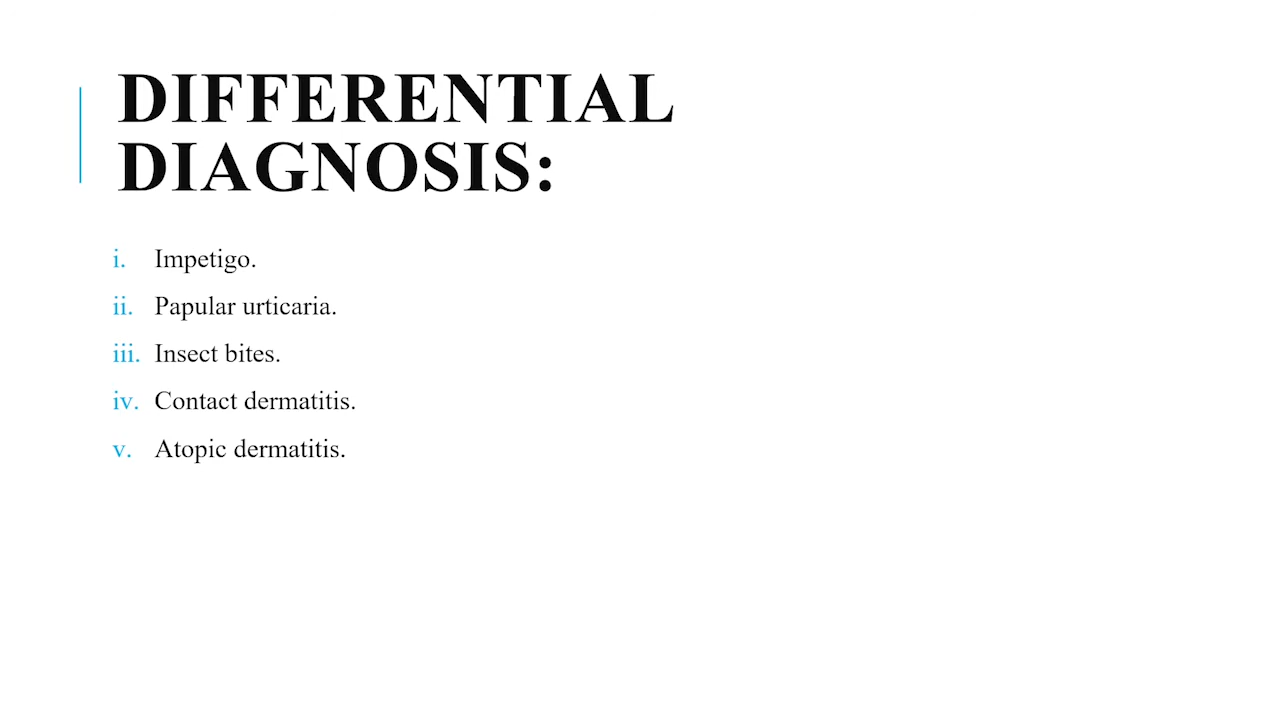 DIFFERENTIAL
DIAGNOSIS:
i. Impetigo.
ii. Papular urticaria.
iii. Insect bites.
iv. Contact dermatitis.
v. Atopic dermatitis.